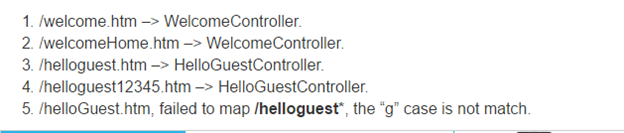 1. /welcome.htm –> WelcomeController.
2. /welcomeHome.htm –> WelcomeController.
3. /helloguest.htm –> HelloGuestController.
4. /helloguest12345.htm –> HelloGuestController.
5. /helloGuest.htm, failed to map /helloguest*, the “g” case is not match.